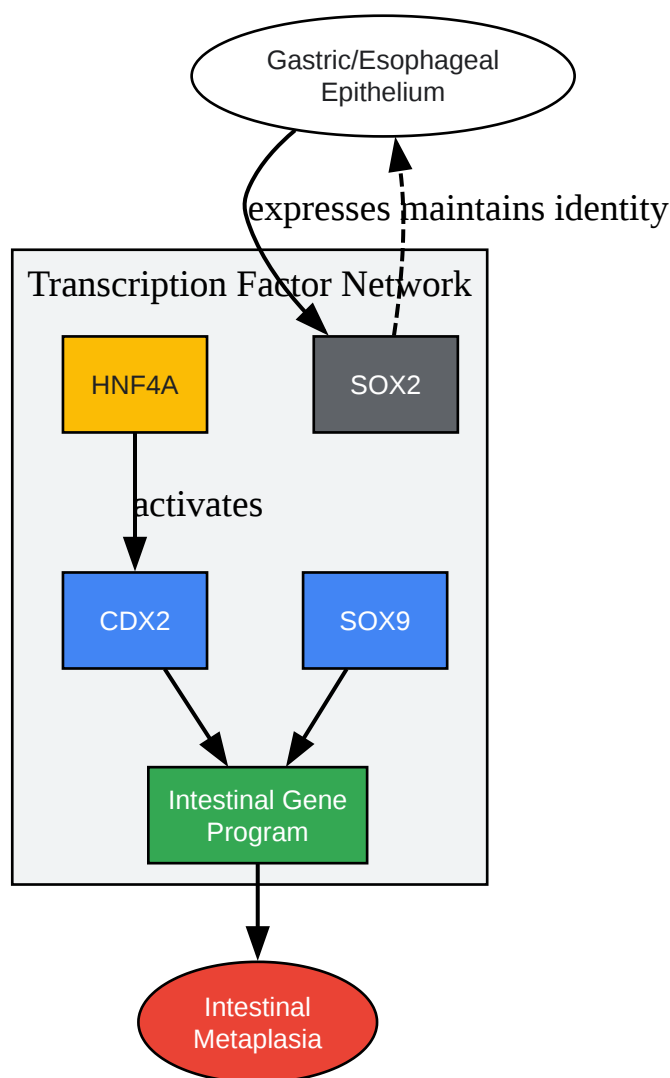 Gastric/Esophageal
Epithelium
expresses
maintains identity
Transcription Factor Network
HNF4A
SOX2
activates
CDX2
SOX9
Intestinal Gene
Program
Intestinal
Metaplasia